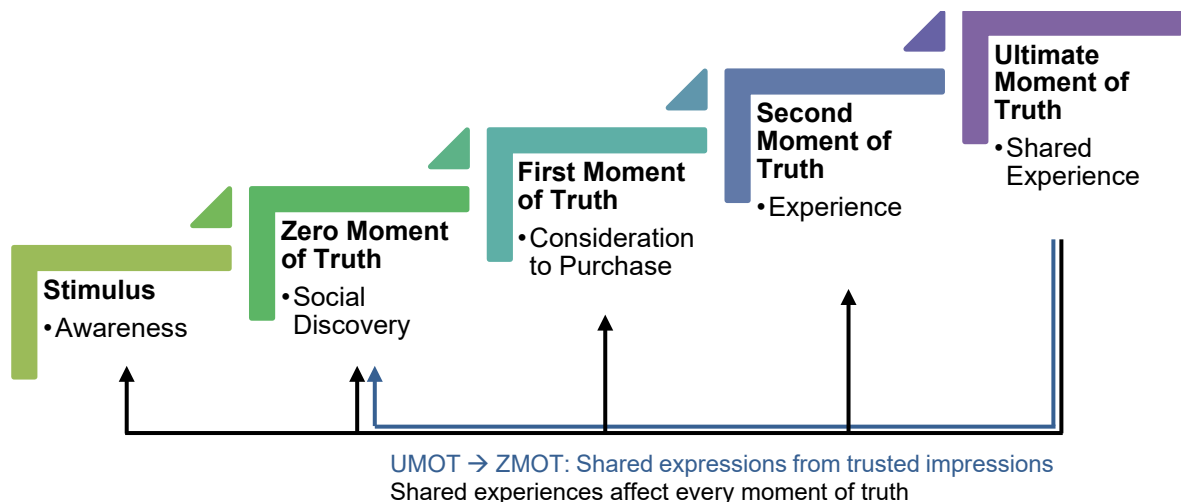 Stimulus
•Awareness
Zero Moment
of Truth
•Social
Discovery
First Moment
of Truth
•Consideration
to Purchase
Second
Moment of
Truth
•Experience
Ultimate
Moment of
Truth
•Shared
Experience
UMOT → ZMOT: Shared expressions from trusted impressions
Shared experiences affect every moment of truth